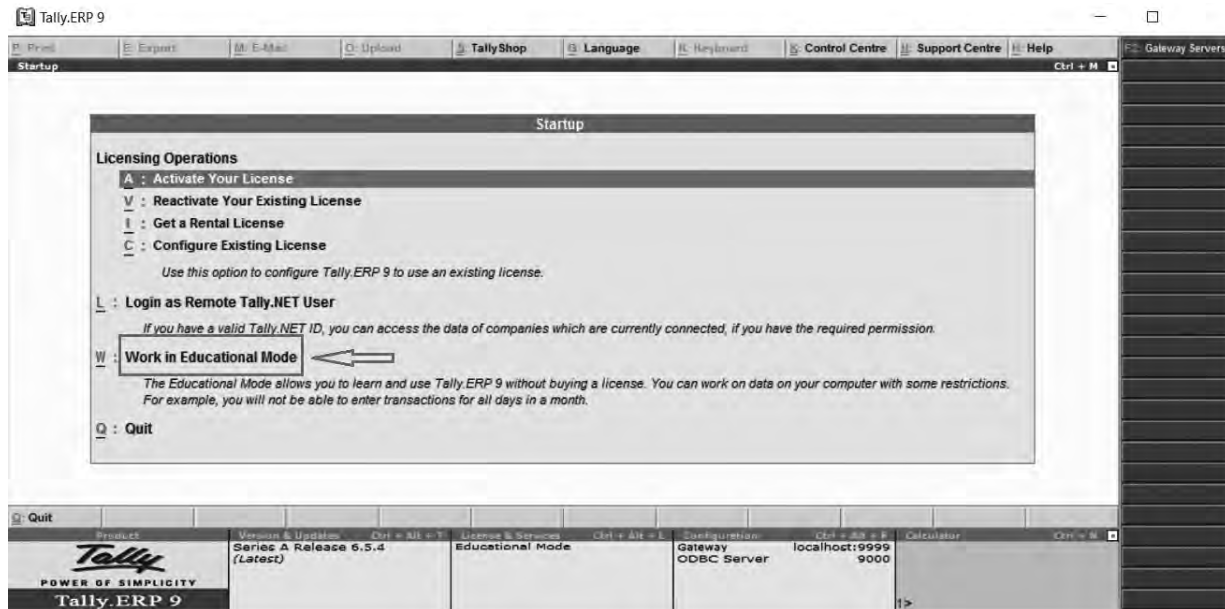 Tally.ERP 9
P: Print E: Export M: E-Mail O: Upload S: TallyShop G: Language K: Keyboard K: Control Centre H: Support Centre H: Help F2: Gateway Servers
Startup Ctrl + M
Startup
Licensing Operations
A : Activate Your License
V : Reactivate Your Existing License
I : Get a Rental License
C : Configure Existing License
Use this option to configure Tally.ERP 9 to use an existing license.
L : Login as Remote Tally.NET User
If you have a valid Tally.NET ID, you can access the data of companies which are currently connected, if you have the required permission.
W : Work in Educational Mode
The Educational Mode allows you to learn and use Tally.ERP 9 without buying a license. You can work on data on your computer with some restrictions.
For example, you will not be able to enter transactions for all days in a month.
Q : Quit
Q: Quit
Product Version & Updates Ctrl + Alt + T License & Services Ctrl + Alt + L Configuration Ctrl + Alt + F Calculator Ctrl + N
Tally
POWER OF SIMPLICITY
Tally.ERP 9
Series A Release 6.5.4
(Latest)
Educational Mode
Gateway localhost:9999
ODBC Server 9000
1>